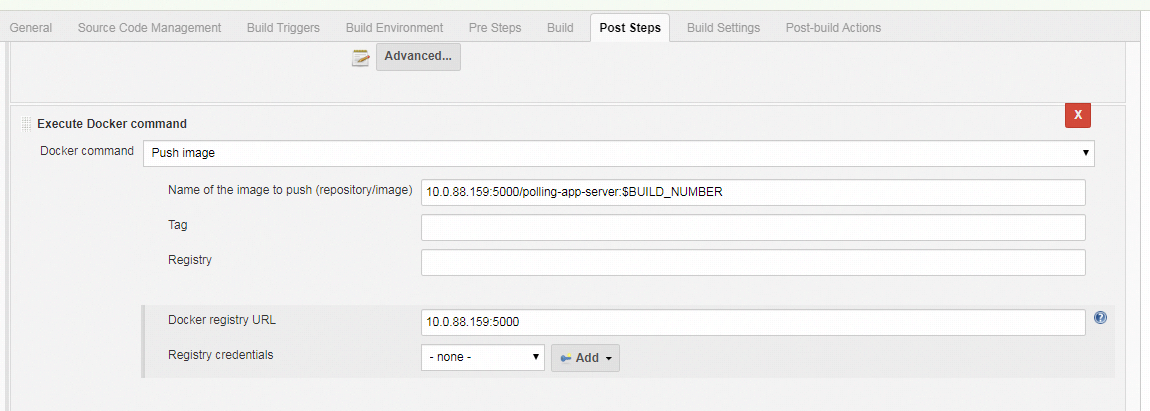 General Source Code Management Build Triggers Build Environment Pre Steps Build Post Steps Build Settings Post-build Actions
Advanced...
Execute Docker command
X
Docker command Push image
Name of the image to push (repository/image) 10.0.88.159:5000/polling-app-server:$BUILD_NUMBER
Tag
Registry
Docker registry URL 10.0.88.159:5000
Registry credentials - none - Add